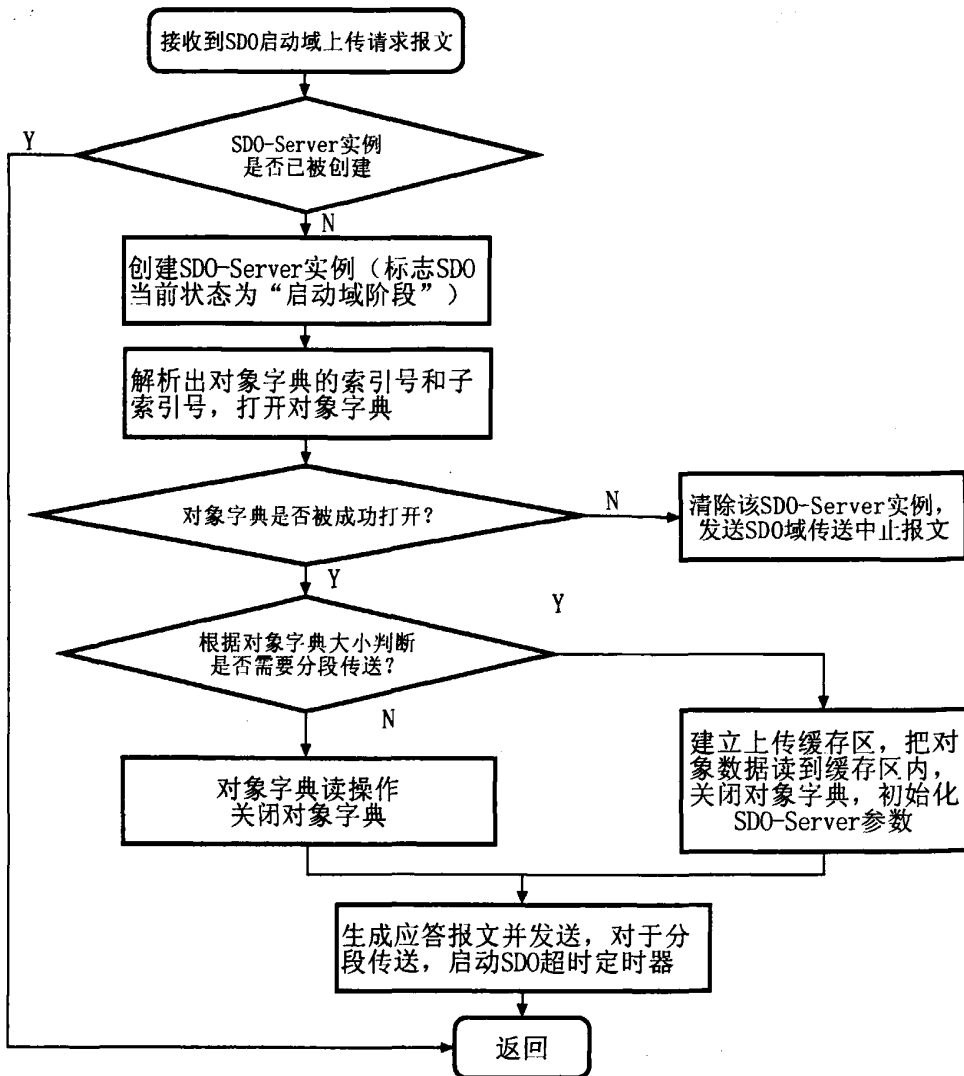 接收到SDO启动域上传请求报文
Y
SDO-Server实例
是否已被创建
N
创建SDO-Server实例（标志SDO
当前状态为“启动域阶段”）
解析出对象字典的索引号和子
索引号，打开对象字典
对象字典是否被成功打开？
N
清除该SDO-Server实例，
发送SDO域传送中止报文
Y
Y
根据对象字典大小判断
是否需要分段传送？
N
对象字典读操作
关闭对象字典
建立上传缓存区，把对
象数据读到缓存区内，
关闭对象字典，初始化
SDO-Server参数
生成应答报文并发送，对于分
段传送，启动SDO超时定时器
返回